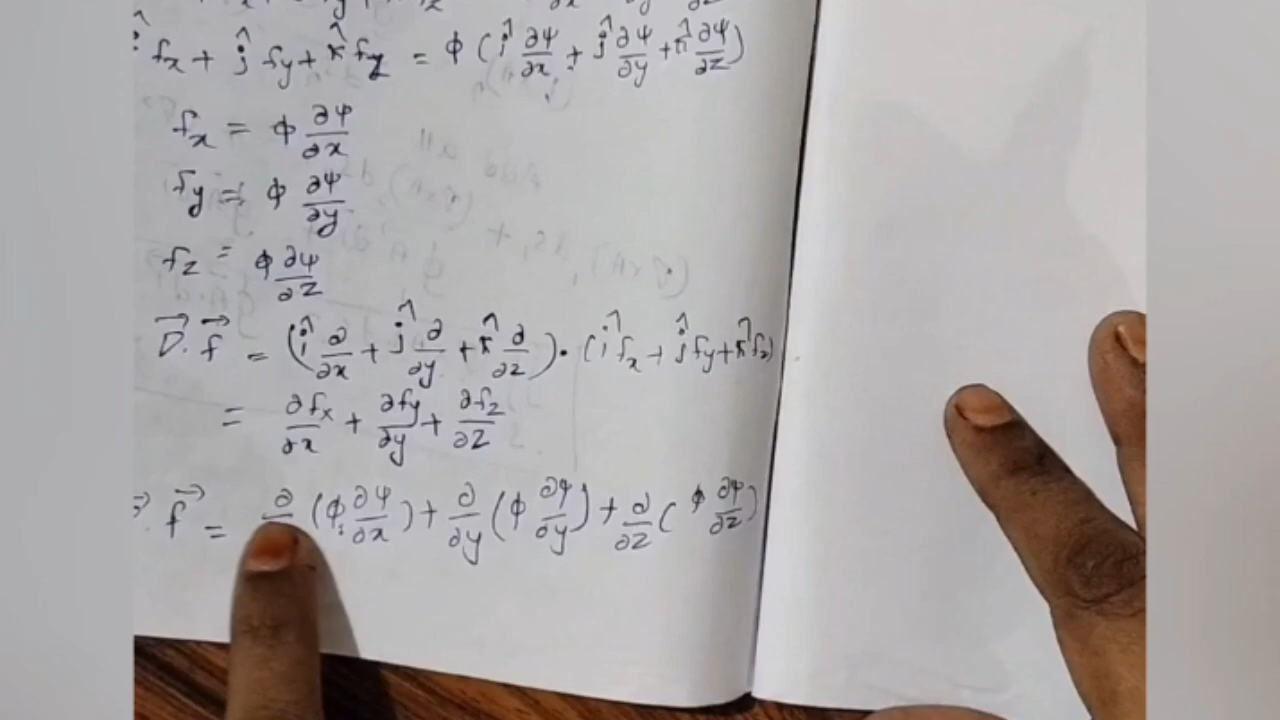 î fx + ĵ fy + k̂ fz = φ (î ∂ψ/∂x + ĵ ∂ψ/∂y + k̂ ∂ψ/∂z)
fx = φ ∂ψ/∂x
fy = φ ∂ψ/∂y
fz = φ ∂ψ/∂z
∇⃗. f⃗ = (î ∂/∂x + ĵ ∂/∂y + k̂ ∂/∂z) • (î fx + ĵ fy + k̂ fz)
= ∂fx/∂x + ∂fy/∂y + ∂fz/∂z
. f⃗ = ∂ (φ ∂ψ/∂x) + ∂/∂y (φ ∂ψ/∂y) + ∂/∂z (φ ∂ψ/∂z)